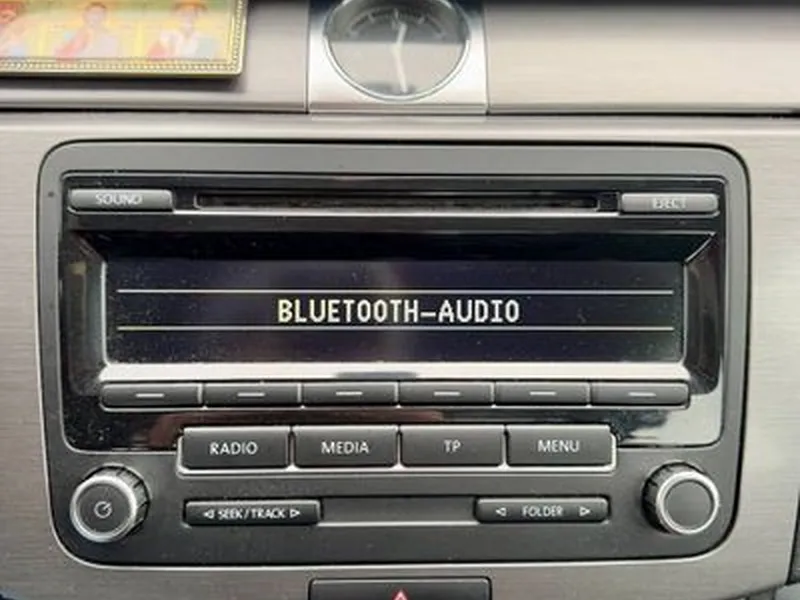 SOUND
EJECT
BLUETOOTH-AUDIO
RADIO MEDIA TP MENU
SEEK/TRACK FOLDER